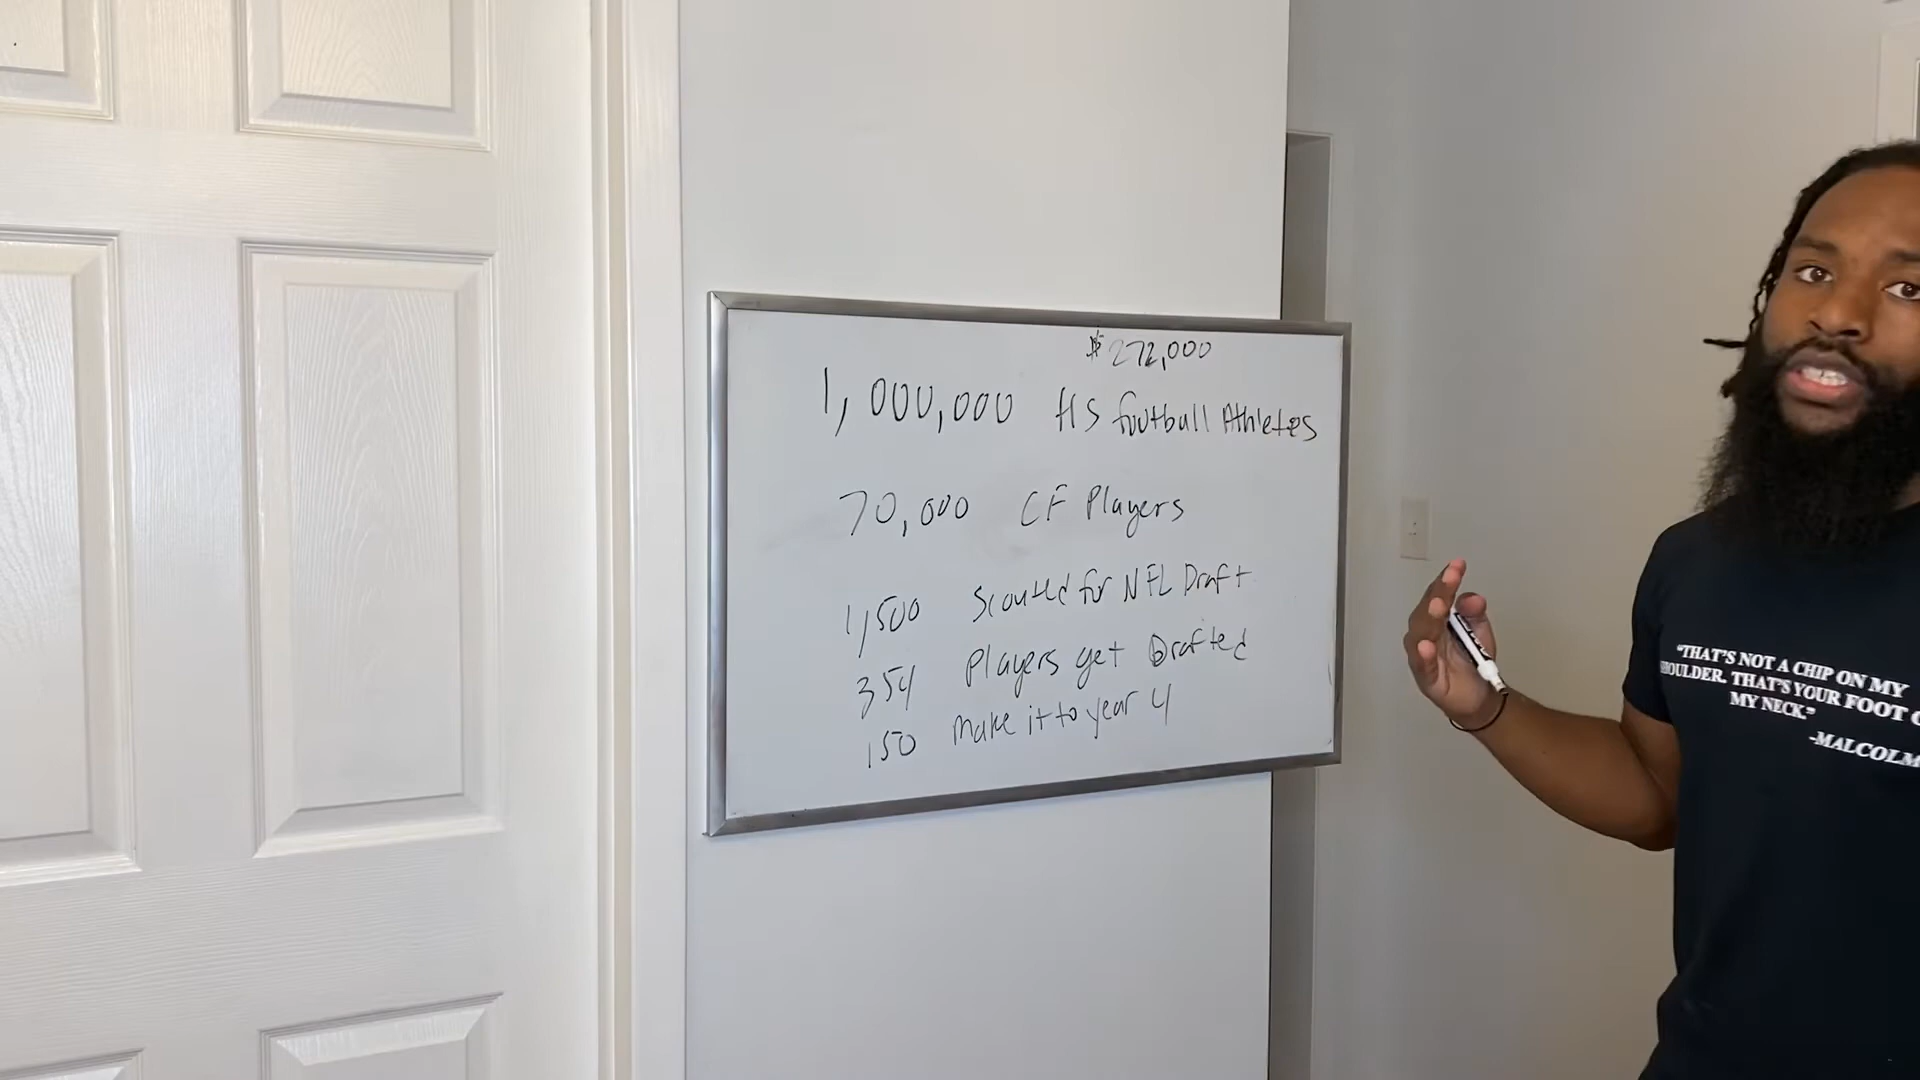 $ 272,000
1,000,000 HS football Athletes
70,000 CF Players
1,500 Scouted for NFL Draft
354 Players get Drafted
150 Make it to year 4
"THAT'S NOT A CHIP ON MY
SHOULDER. THAT'S YOUR FOOT
MY NECK."
-MALCOLM